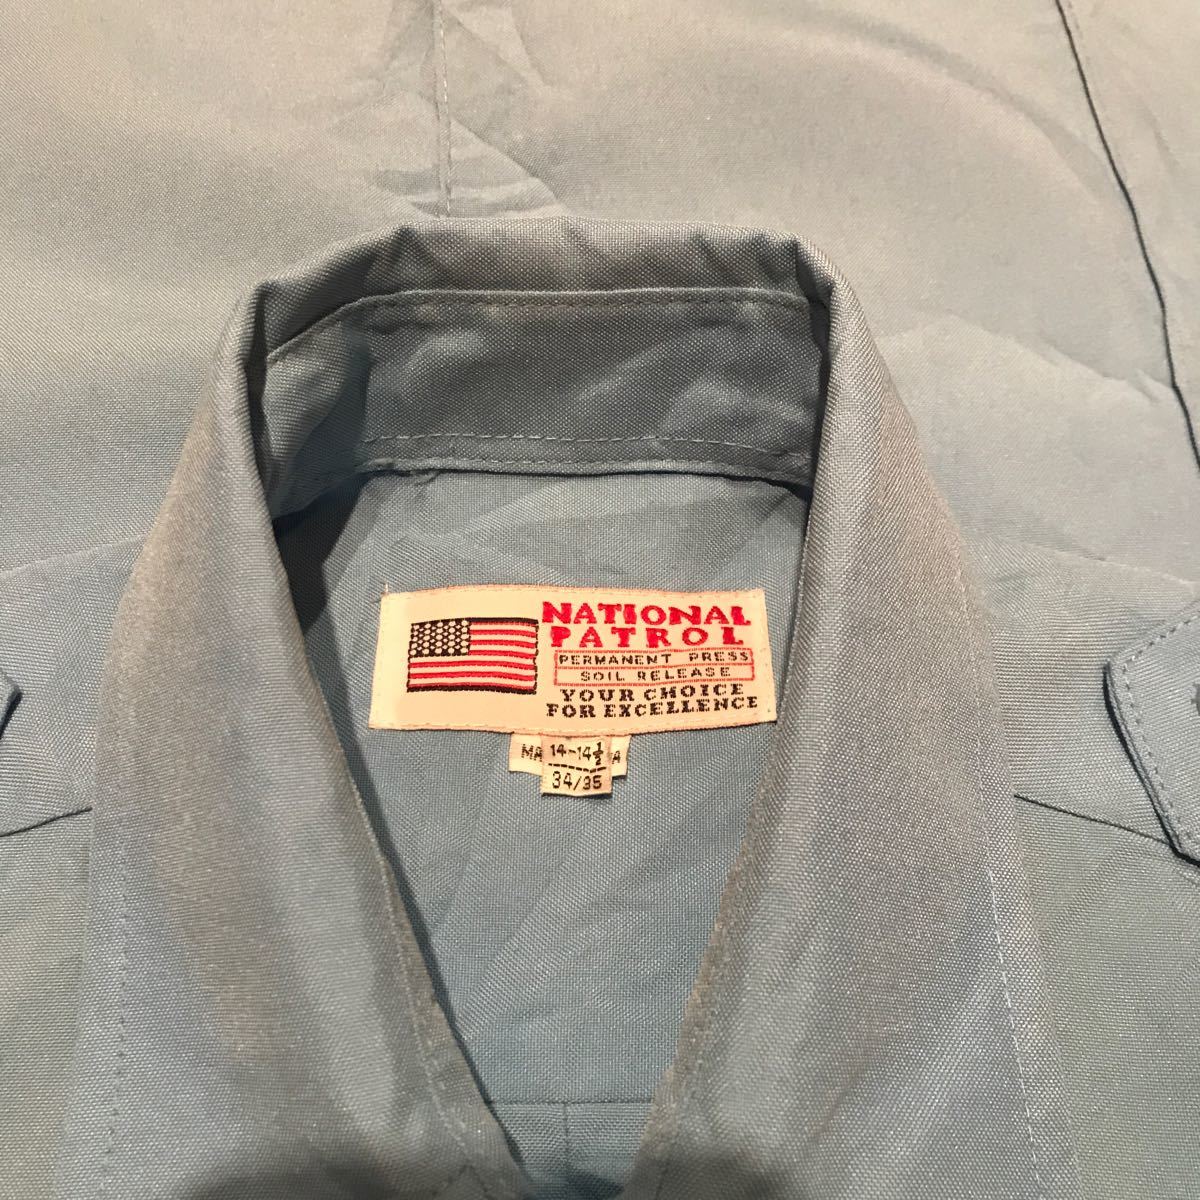 NATIONAL
PATROL
PERMANENT PRESS
SOIL RELEASE
YOUR CHOICE
FOR EXCELLENCE
14-14½
34/35